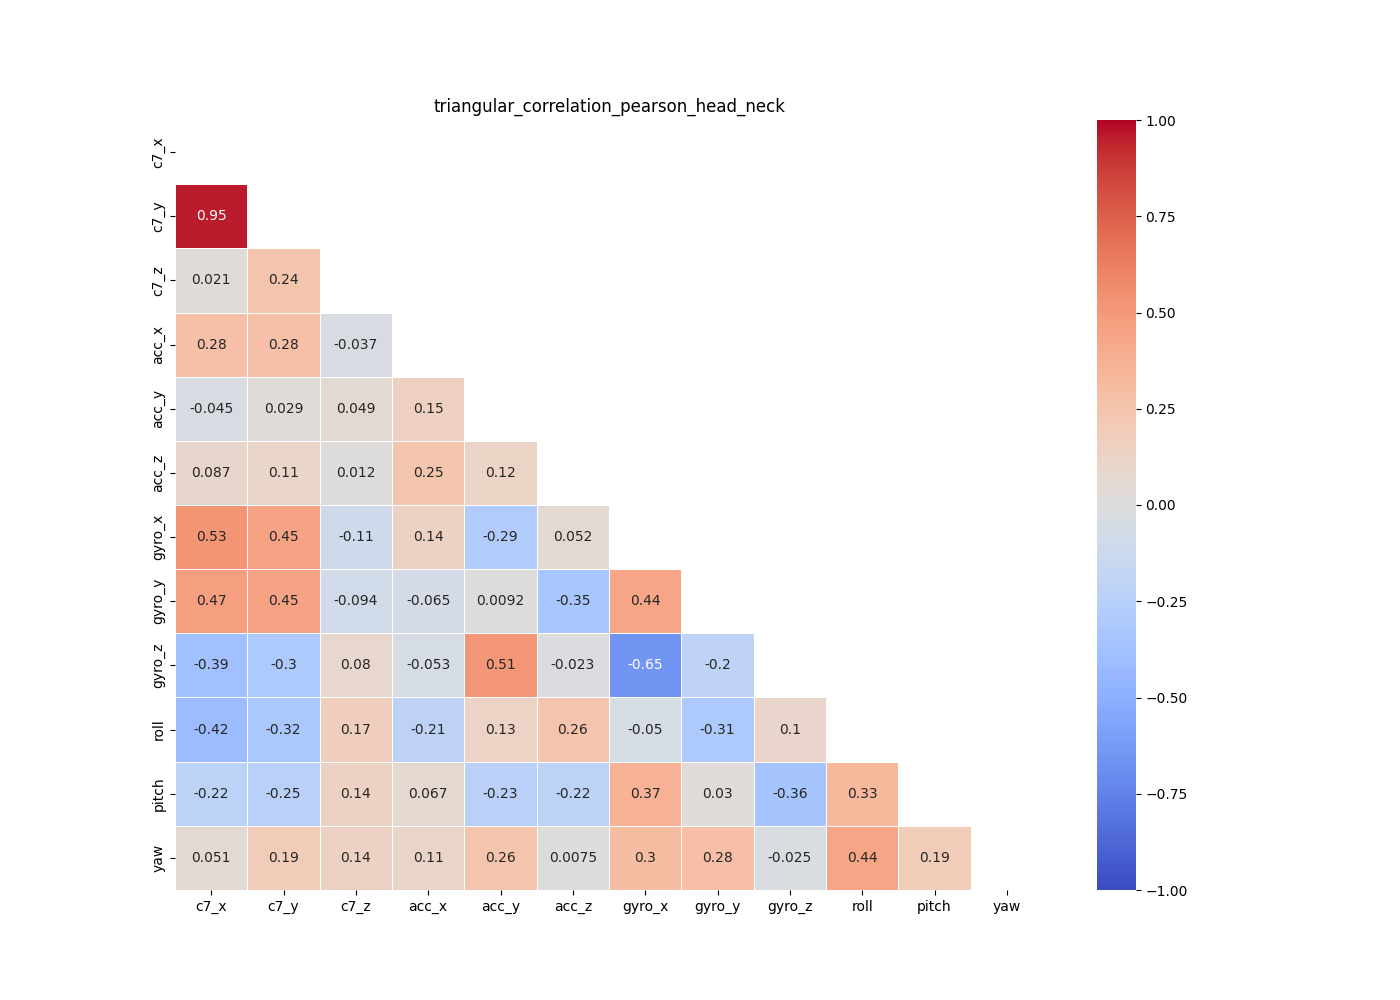 triangular_correlation_pearson_head_neck
c7_x
c7_y 0.95
c7_z 0.021 0.24
acc_x 0.28 0.28 -0.037
acc_y -0.045 0.029 0.049 0.15
acc_z 0.087 0.11 0.012 0.25 0.12
gyro_x 0.53 0.45 -0.11 0.14 -0.29 0.052
gyro_y 0.47 0.45 -0.094 -0.065 0.0092 -0.35 0.44
gyro_z -0.39 -0.3 0.08 -0.053 0.51 -0.023 -0.65 -0.2
roll -0.42 -0.32 0.17 -0.21 0.13 0.26 -0.05 -0.31 0.1
pitch -0.22 -0.25 0.14 0.067 -0.23 -0.22 0.37 0.03 -0.36 0.33
yaw 0.051 0.19 0.14 0.11 0.26 0.0075 0.3 0.28 -0.025 0.44 0.19
c7_x c7_y c7_z acc_x acc_y acc_z gyro_x gyro_y gyro_z roll pitch yaw
1.00
0.75
0.50
0.25
0.00
−0.25
−0.50
−0.75
−1.00